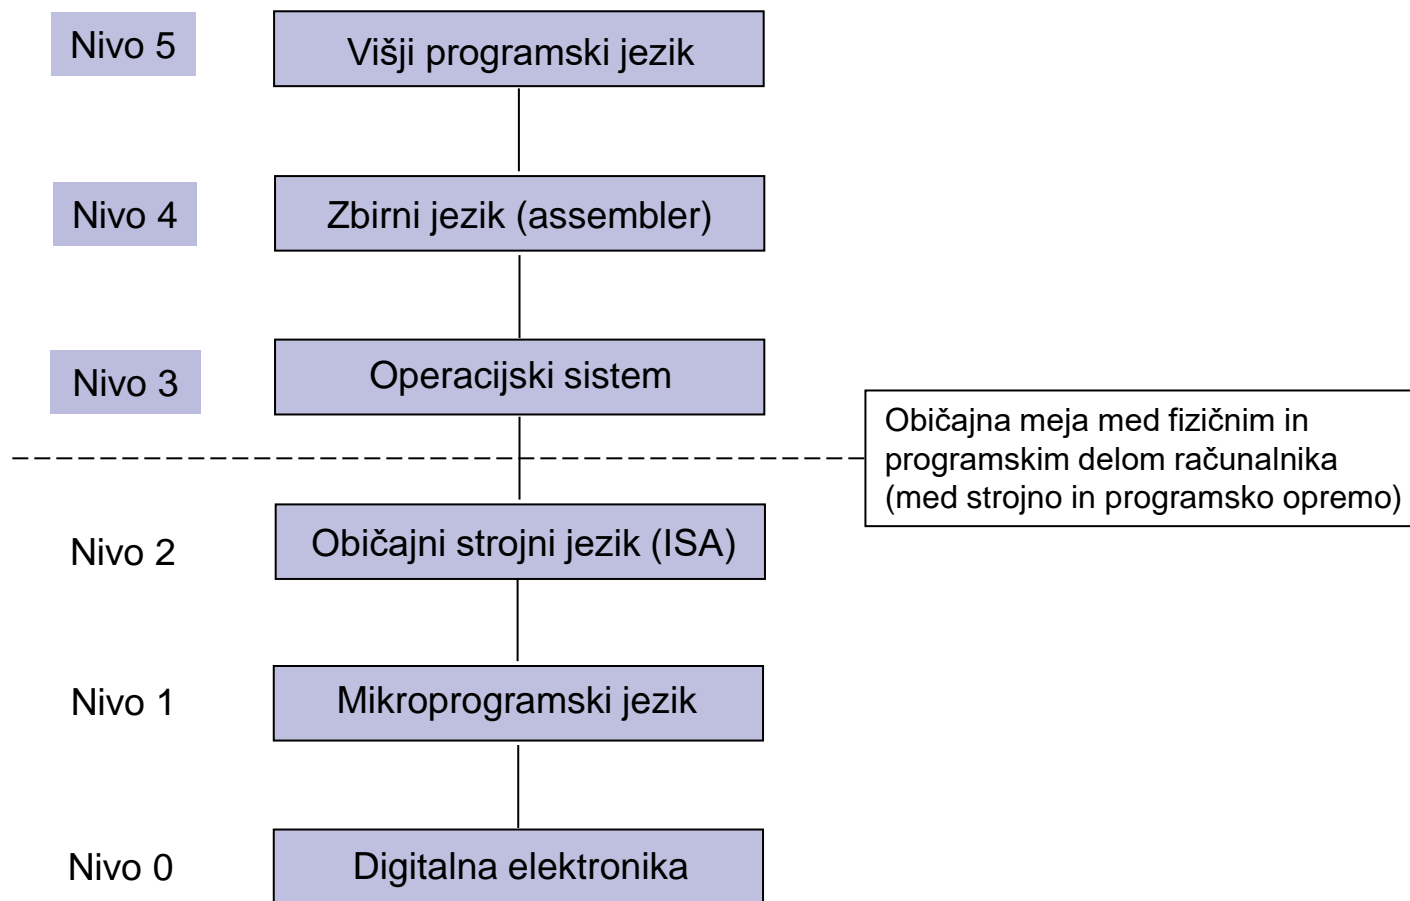 Nivo 5
Višji programski jezik
Nivo 4
Zbirni jezik (assembler)
Nivo 3
Operacijski sistem
Običajna meja med fizičnim in
programskim delom računalnika
(med strojno in programsko opremo)
Nivo 2
Običajni strojni jezik (ISA)
Nivo 1
Mikroprogramski jezik
Nivo 0
Digitalna elektronika